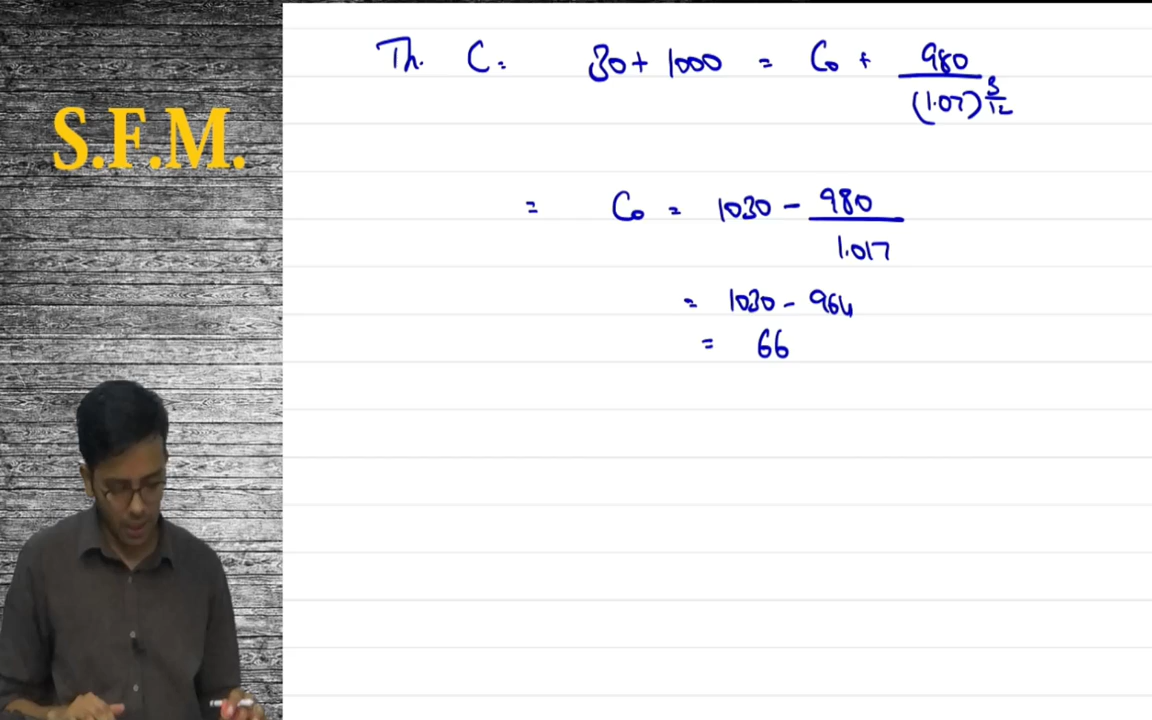 S.F.M.
Th. C. 30 + 1000 = C₀ + 980 / (1.07)^3/12
= C₀ = 1030 - 980 / 1.017
= 1030 - 964
= 66